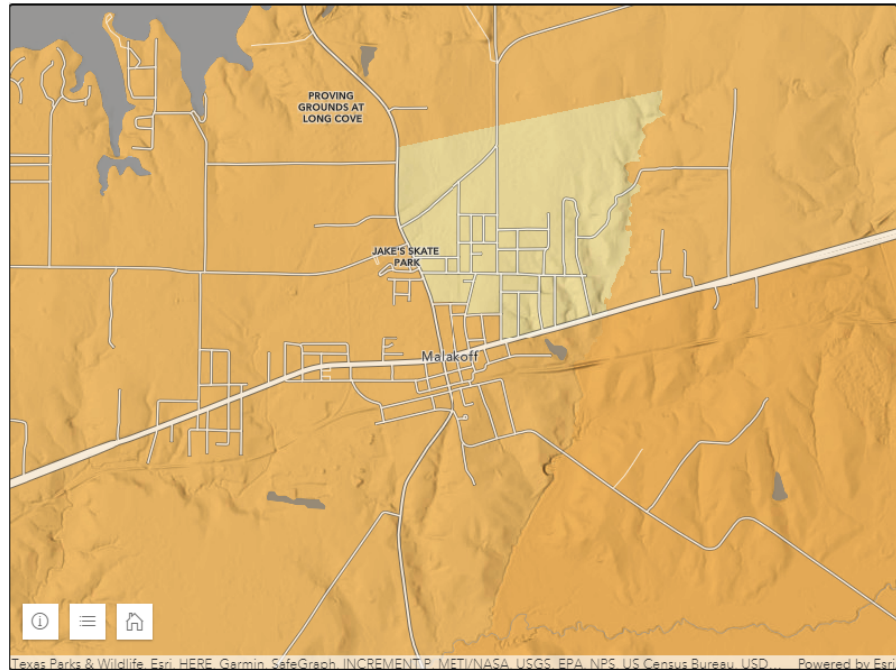 PROVING
GROUNDS AT
LONG COVE
JAKE'S SKATE
PARK
Malakoff
Texas Parks & Wildlife, Esri, HERE, Garmin, SafeGraph, INCREMENT P, METI/NASA, USGS, EPA, NPS, US Census Bureau, USD... Powered by Esri